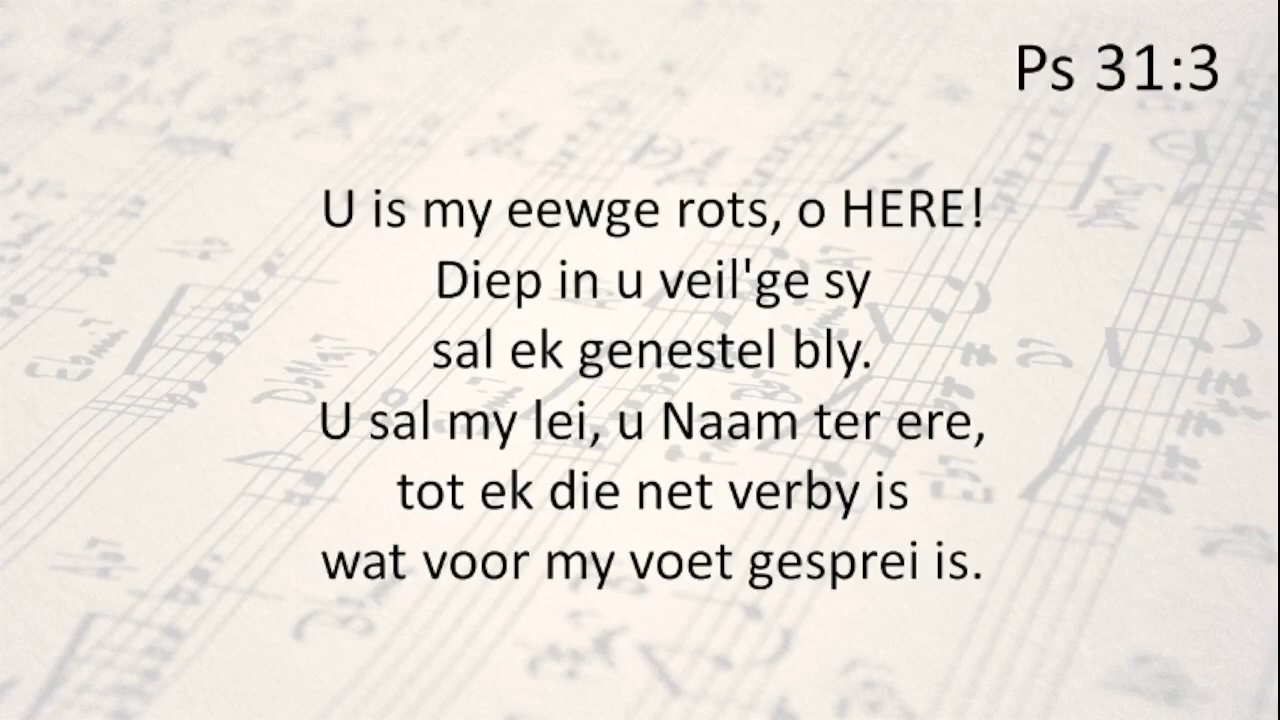 Ps 31:3
U is my eewge rots, o HERE!
Diep in u veil'ge sy
sal ek genestel bly.
U sal my lei, u Naam ter ere,
tot ek die net verby is
wat voor my voet gesprei is.